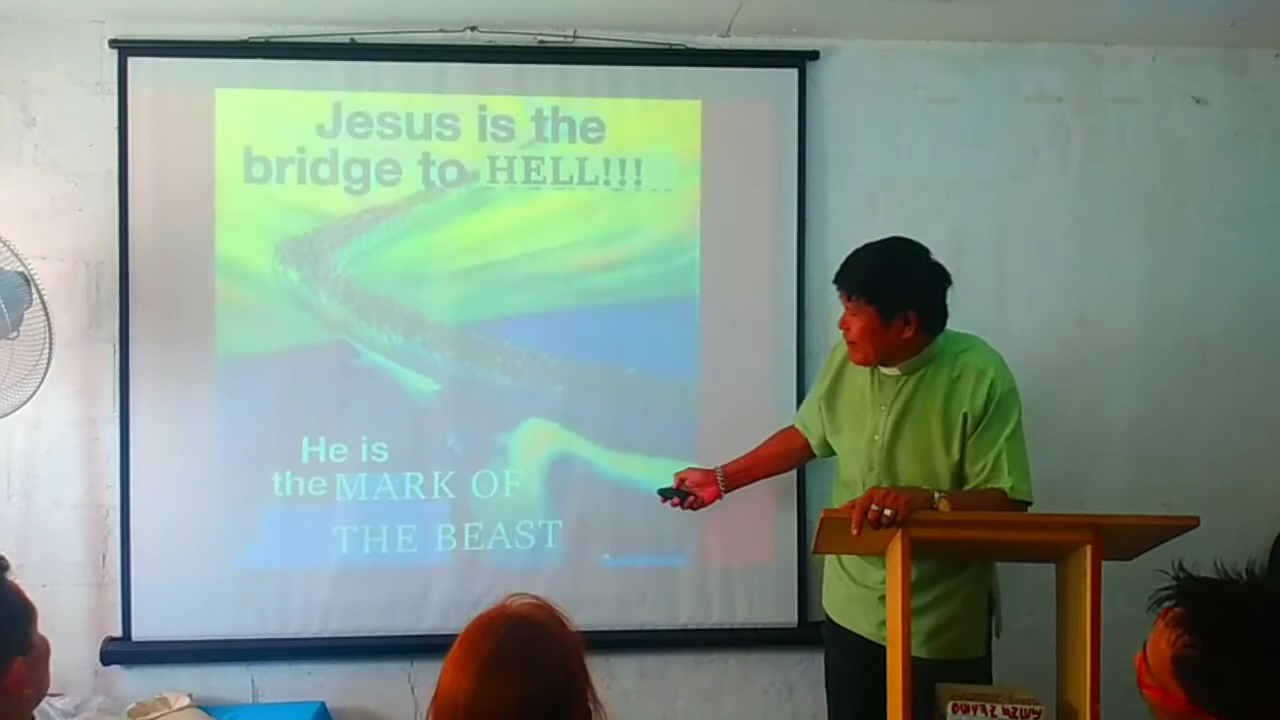 Jesus is the
bridge to HELL!!!
He is
the MARK OF
THE BEAST